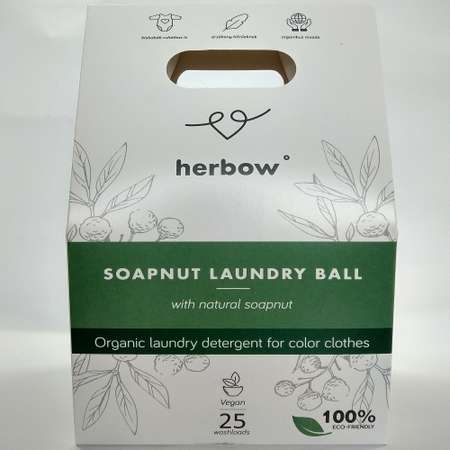 herbow°
SOAPNUT LAUNDRY BALL
with natural soapnut
Organic laundry detergent for color clothes
Vegan
25
washloads
100%
ECO-FRIENDLY